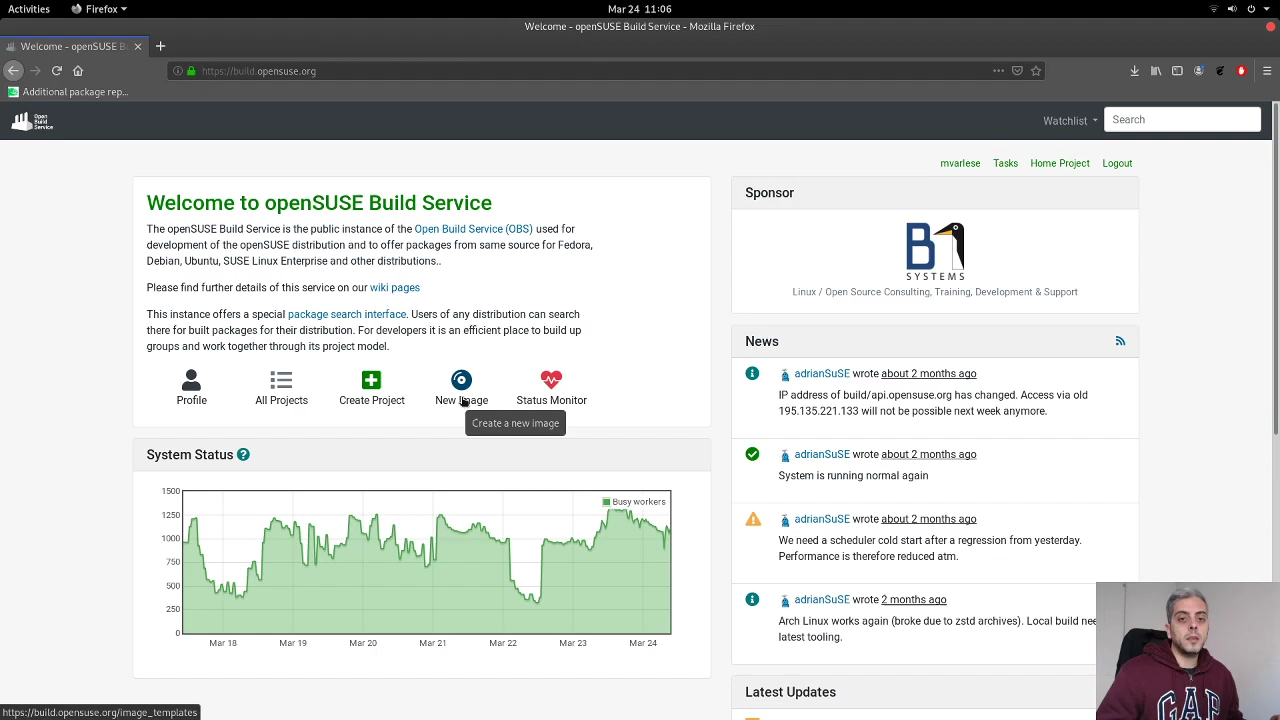 Activities
Firefox
Mar 24 11:06
Welcome - openSUSE Build Service - Mozilla Firefox
Welcome - openSUSE B
https://build.opensuse.org
Additional package rep...
Open
Build
Service
Watchlist
Search
mvarlese Tasks Home Project Logout
Welcome to openSUSE Build Service
The openSUSE Build Service is the public instance of the Open Build Service (OBS) used for
development of the openSUSE distribution and to offer packages from same source for Fedora,
Debian, Ubuntu, SUSE Linux Enterprise and other distributions..
Please find further details of this service on our wiki pages
This instance offers a special package search interface. Users of any distribution can search
there for built packages for their distribution. For developers it is an efficient place to build up
groups and work together through its project model.
Profile
All Projects
Create Project
New Image
Status Monitor
Create a new image
System Status ?
Busy workers
1500
1250
1000
750
500
250
0
Mar 18 Mar 19 Mar 20 Mar 21 Mar 22 Mar 23 Mar 24
Sponsor
B1
SYSTEMS
Linux / Open Source Consulting, Training, Development & Support
News
adrianSuSE wrote about 2 months ago
IP address of build/api.opensuse.org has changed. Access via old
195.135.221.133 will not be possible next week anymore.
adrianSuSE wrote about 2 months ago
System is running normal again
adrianSuSE wrote about 2 months ago
We need a scheduler cold start after a regression from yesterday.
Performance is therefore reduced atm.
adrianSuSE wrote 2 months ago
Arch Linux works again (broke due to zstd archives). Local build nee
latest tooling.
Latest Updates
https://build.opensuse.org/image_templates
GAP